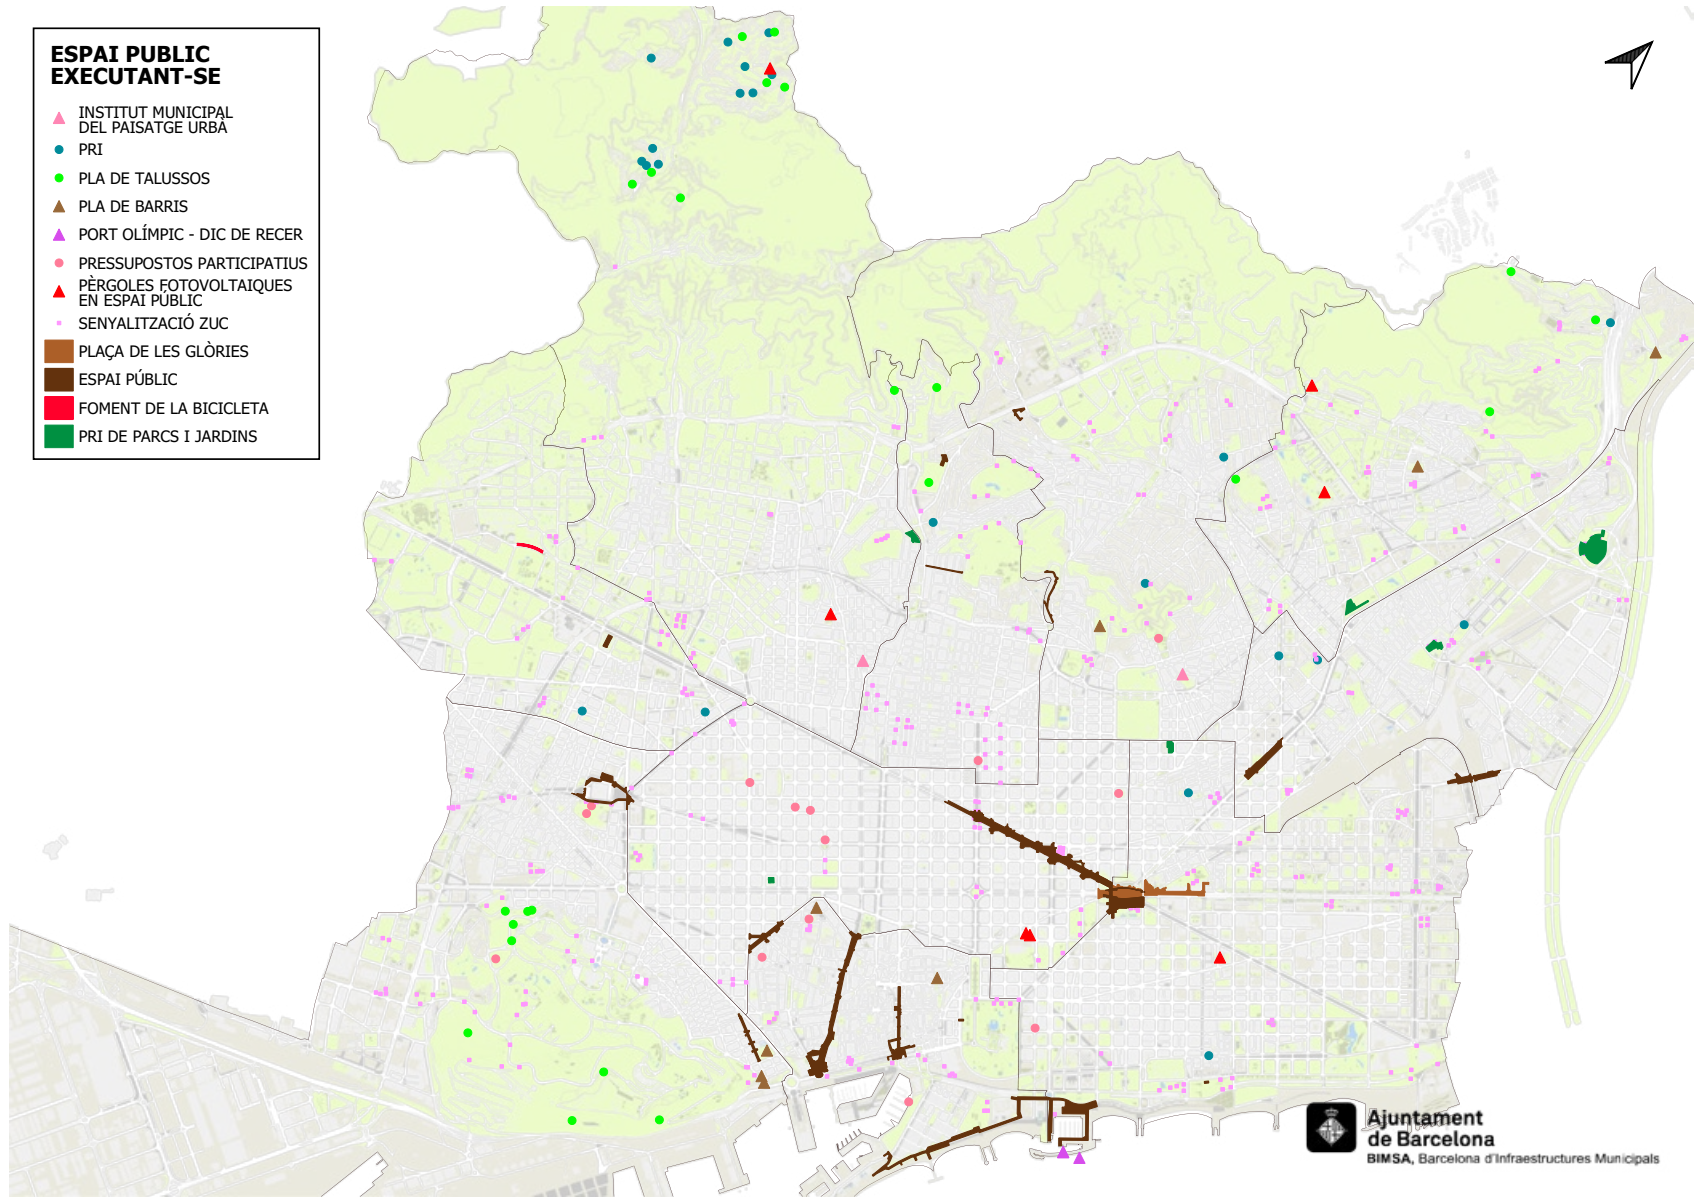 ESPAI PUBLIC
EXECUTANT-SE
INSTITUT MUNICIPAL
DEL PAISATGE URBÀ
PRI
PLA DE TALUSSOS
PLA DE BARRIS
PORT OLÍMPIC - DIC DE RECER
PRESSUPOSTOS PARTICIPATIUS
PÈRGOLES FOTOVOLTAIQUES
EN ESPAI PÚBLIC
SENYALITZACIÓ ZUC
PLAÇA DE LES GLÒRIES
ESPAI PÚBLIC
FOMENT DE LA BICICLETA
PRI DE PARCS I JARDINS
Ajuntament
de Barcelona
BIMSA, Barcelona d'Infraestructures Municipals